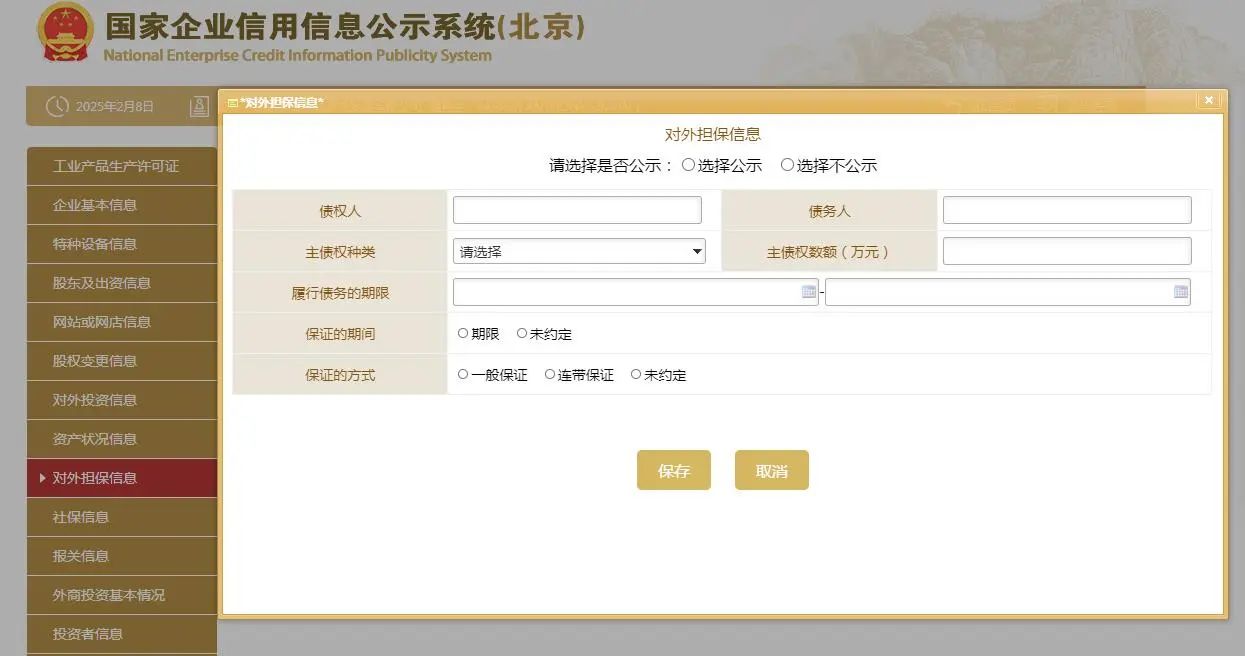 国家企业信用信息公示系统(北京)
National Enterprise Credit Information Publicity System
2025年2月8日
*对外担保信息*
工业产品生产许可证
企业基本信息
特种设备信息
股东及出资信息
网站或网店信息
股权变更信息
对外投资信息
资产状况信息
对外担保信息
社保信息
报关信息
外商投资基本情况
投资者信息
对外担保信息
请选择是否公示： 选择公示 选择不公示
债权人 债务人
主债权种类 请选择 主债权数额（万元）
履行债务的期限 -
保证的期间 期限 未约定
保证的方式 一般保证 连带保证 未约定
保存 取消